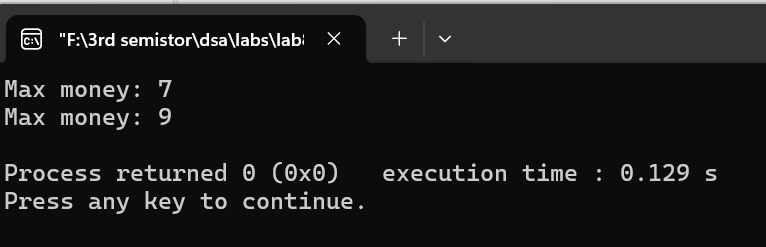 "F:\3rd semistor\dsa\labs\lab
Max money: 7
Max money: 9
Process returned 0 (0x0)   execution time : 0.129 s
Press any key to continue.